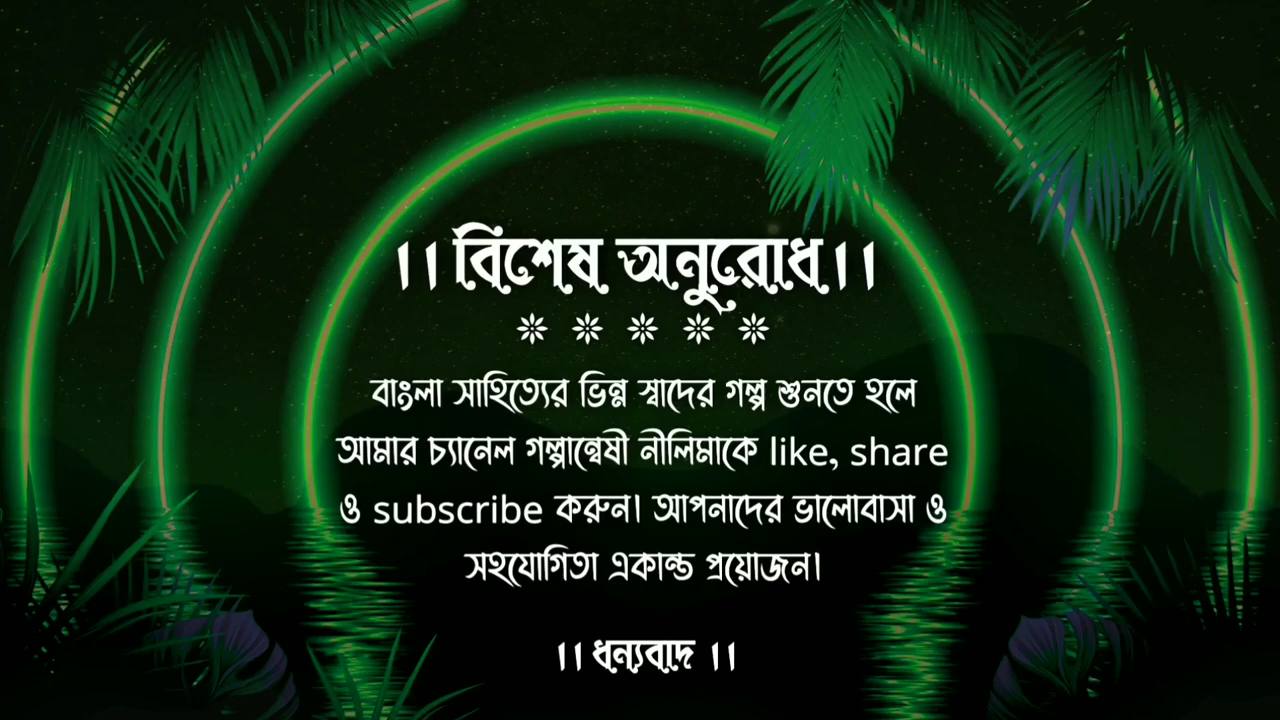 ।। বিশেষ অনুরোধ।।
বাংলা সাহিত্যের ভিন্ন স্বাদের গল্প শুনতে হলে
আমার চ্যানেল গল্পান্বেষী নীলিমাকে like, share
ও subscribe করুন। আপনাদের ভালোবাসা ও
সহযোগিতা একান্ত প্রয়োজন।
।। ধন্যবাদ ।।